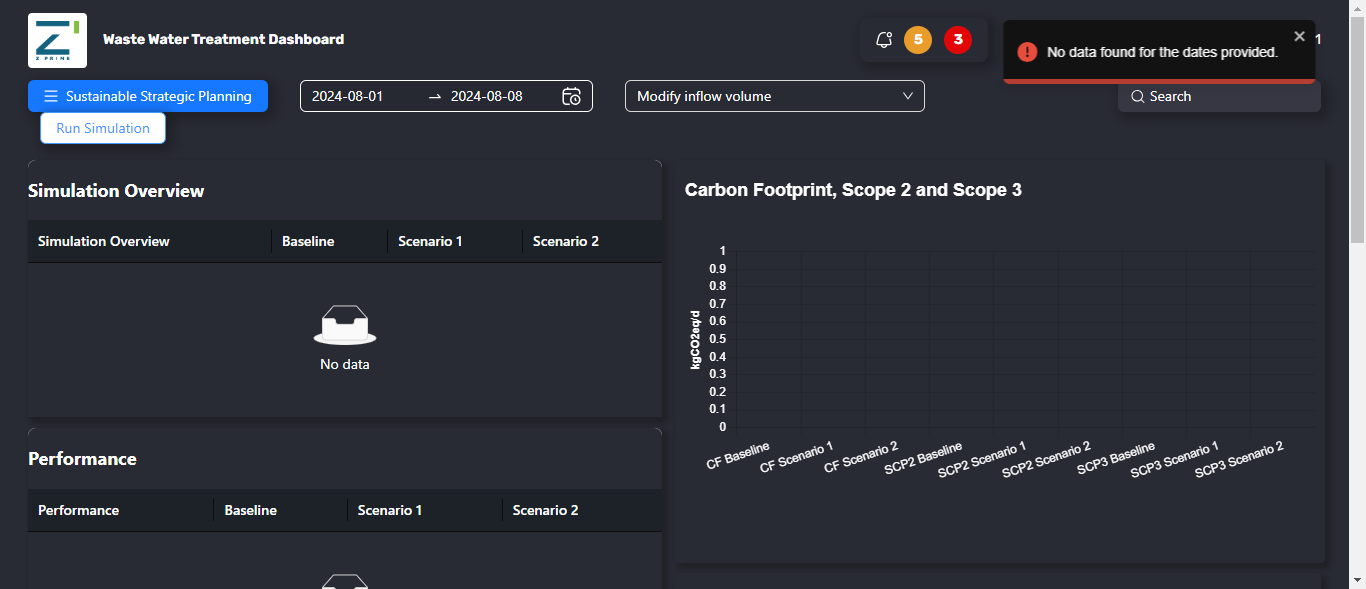 Z PRIME
Waste Water Treatment Dashboard
5
3
No data found for the dates provided.
1
Sustainable Strategic Planning
2024-08-01
2024-08-08
Modify inflow volume
Search
Run Simulation
Simulation Overview
Simulation Overview Baseline Scenario 1 Scenario 2
No data
Carbon Footprint, Scope 2 and Scope 3
kgCO2eq/d
1
0.9
0.8
0.7
0.6
0.5
0.4
0.3
0.2
0.1
0
CF Baseline
CF Scenario 1
CF Scenario 2
SCP2 Baseline
SCP2 Scenario 1
SCP2 Scenario 2
SCP3 Baseline
SCP3 Scenario 1
SCP3 Scenario 2
Performance
Performance Baseline Scenario 1 Scenario 2